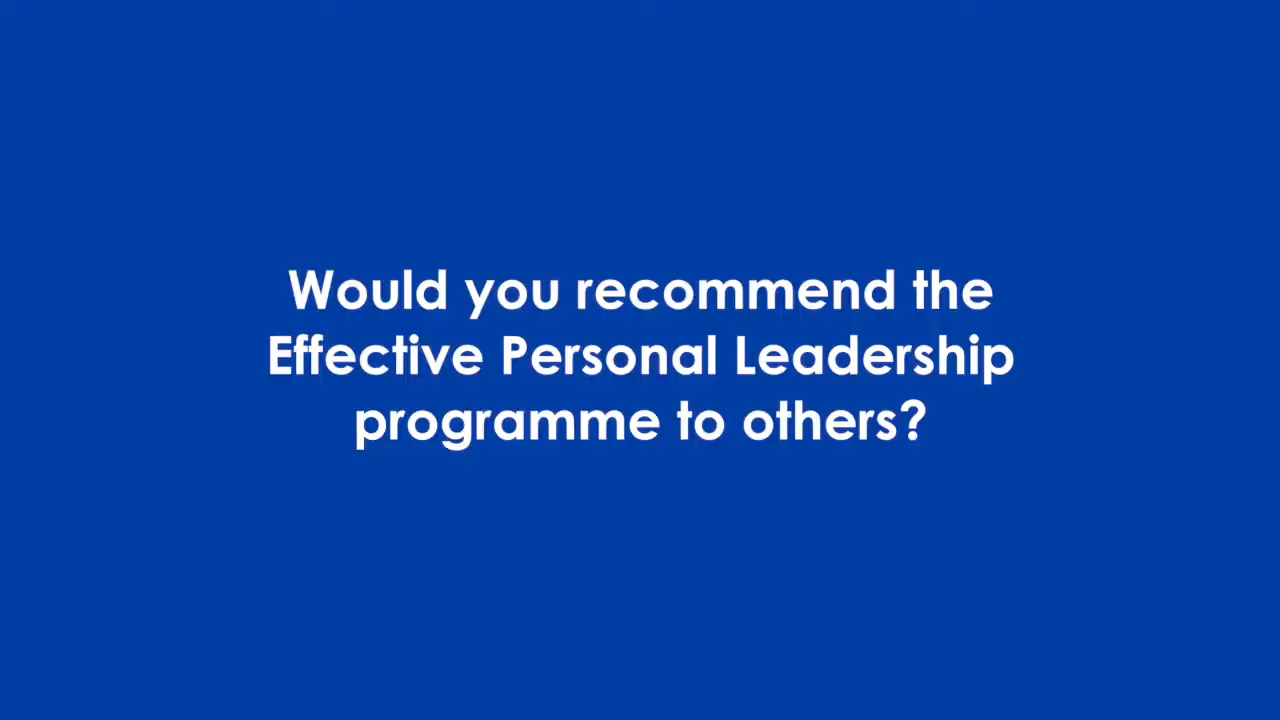 Would you recommend the
Effective Personal Leadership
programme to others?